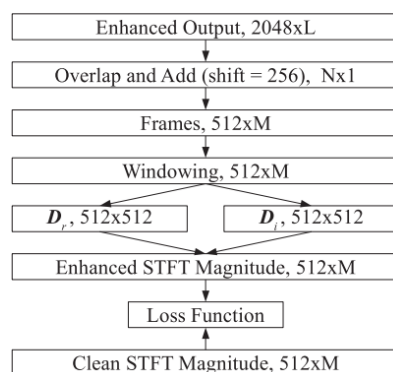 Enhanced Output, 2048xL
Overlap and Add (shift = 256), Nx1
Frames, 512xM
Windowing, 512xM
D_r, 512x512
D_i, 512x512
Enhanced STFT Magnitude, 512xM
Loss Function
Clean STFT Magnitude, 512xM